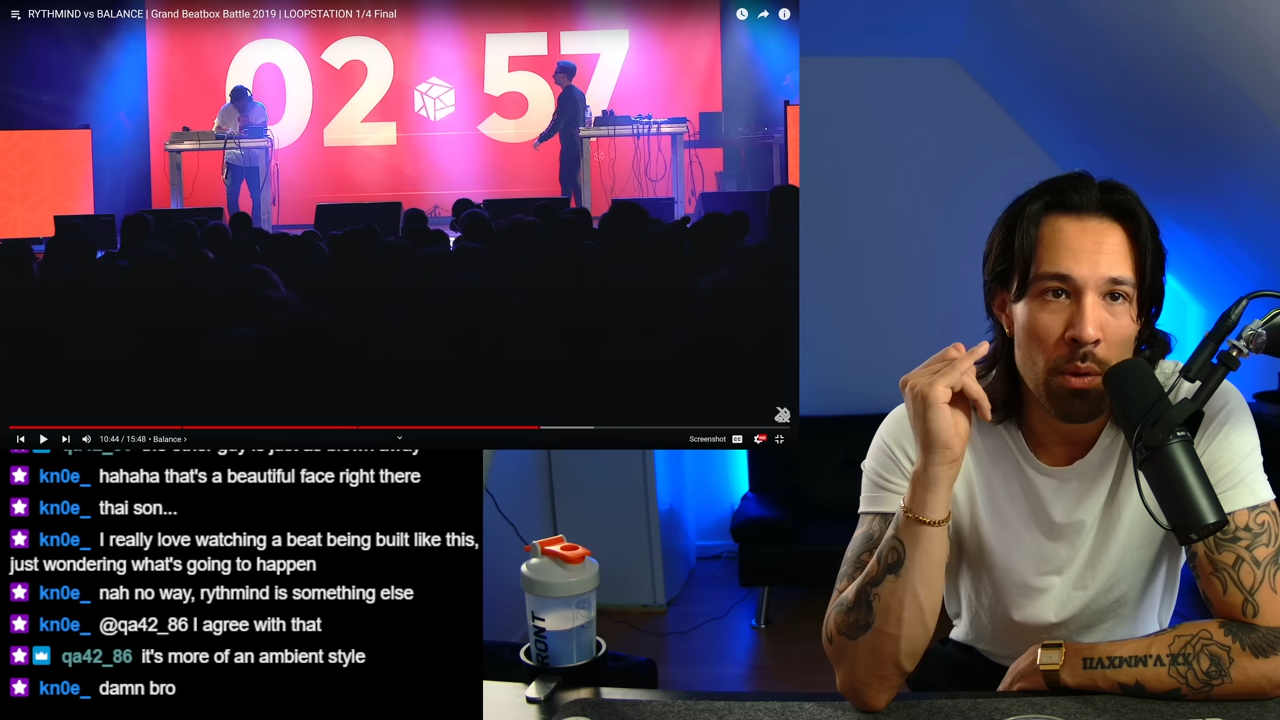 RYTHMIND vs BALANCE | Grand Beatbox Battle 2019 | LOOPSTATION 1/4 Final
02 57
10:44 / 15:48 • Balance ›
Screenshot
kn0e_ hahaha that's a beautiful face right there
kn0e_ thai son...
kn0e_ I really love watching a beat being built like this,
just wondering what's going to happen
kn0e_ nah no way, rythmind is something else
kn0e_ @qa42_86 I agree with that
qa42_86 it's more of an ambient style
kn0e_ damn bro
RONT
XX.V.MMXVII